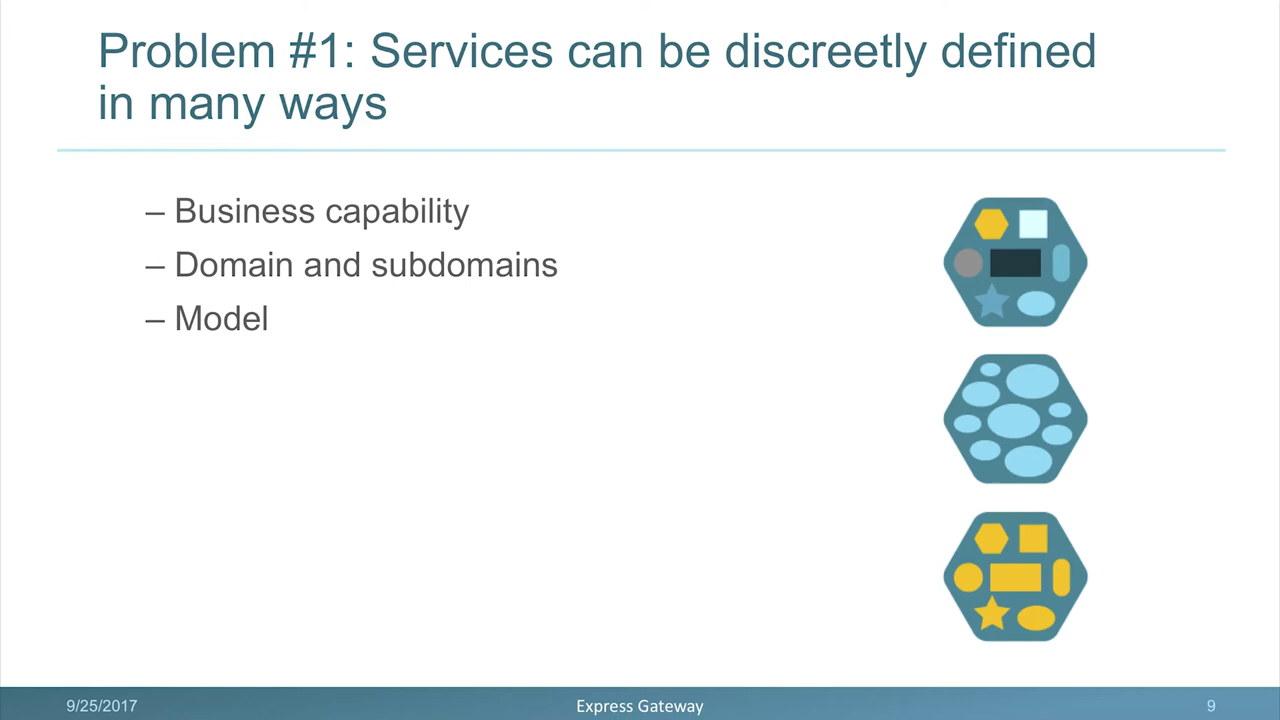 Problem #1: Services can be discreetly defined
in many ways
– Business capability
– Domain and subdomains
– Model
9/25/2017
Express Gateway
9